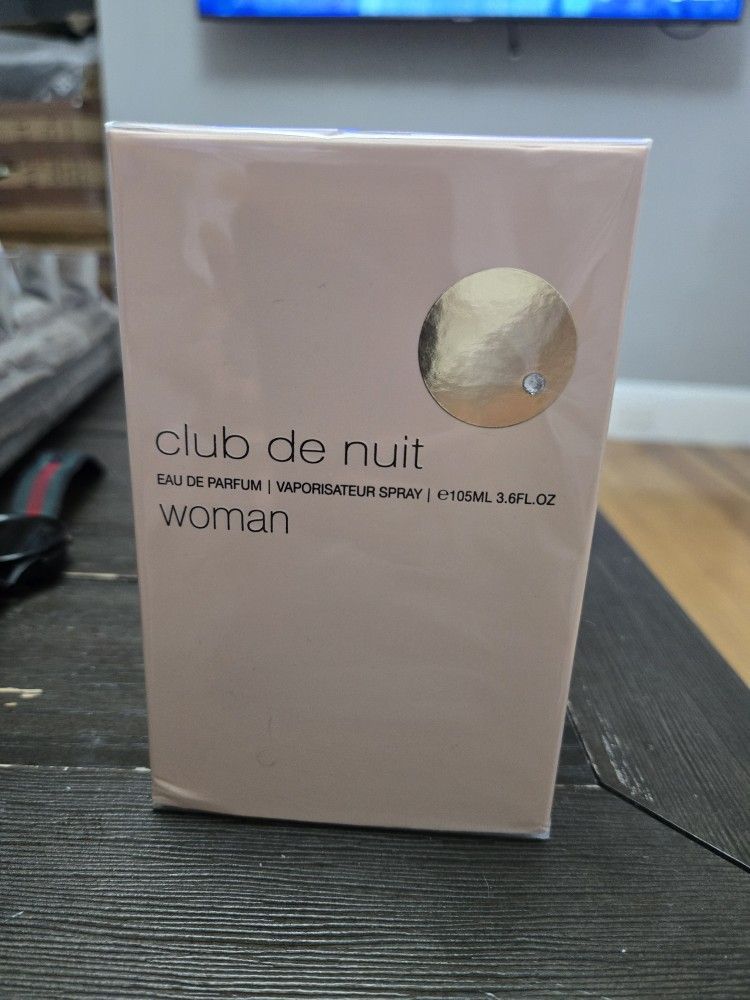 club de nuit
EAU DE PARFUM | VAPORISATEUR SPRAY | ℮105ML 3.6FL.OZ
woman